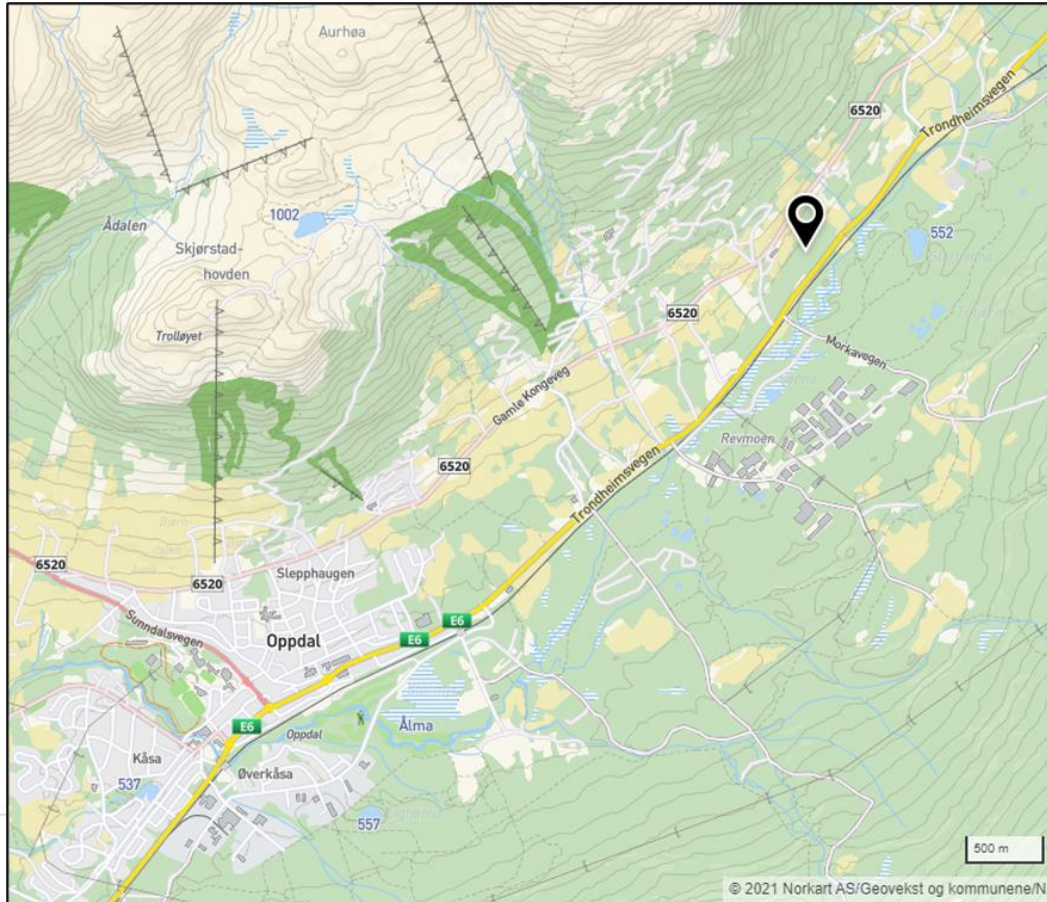 Aurhøa
6520
Trondheimsvegen
Ådalen
1002
Skjørstad-
hovden
552
Trolløyet
6520
Morkavegen
Gamle Kongeveg
Revmoen
6520
Trondheimsvegen
6520
6520
Slepphaugen
Sunndalsvegen
Oppdal
E6
E6
E6
Oppdal
Ålma
Kåsa
Øverkåsa
537
557
500 m
© 2021 Norkart AS/Geovekst og kommunene/N